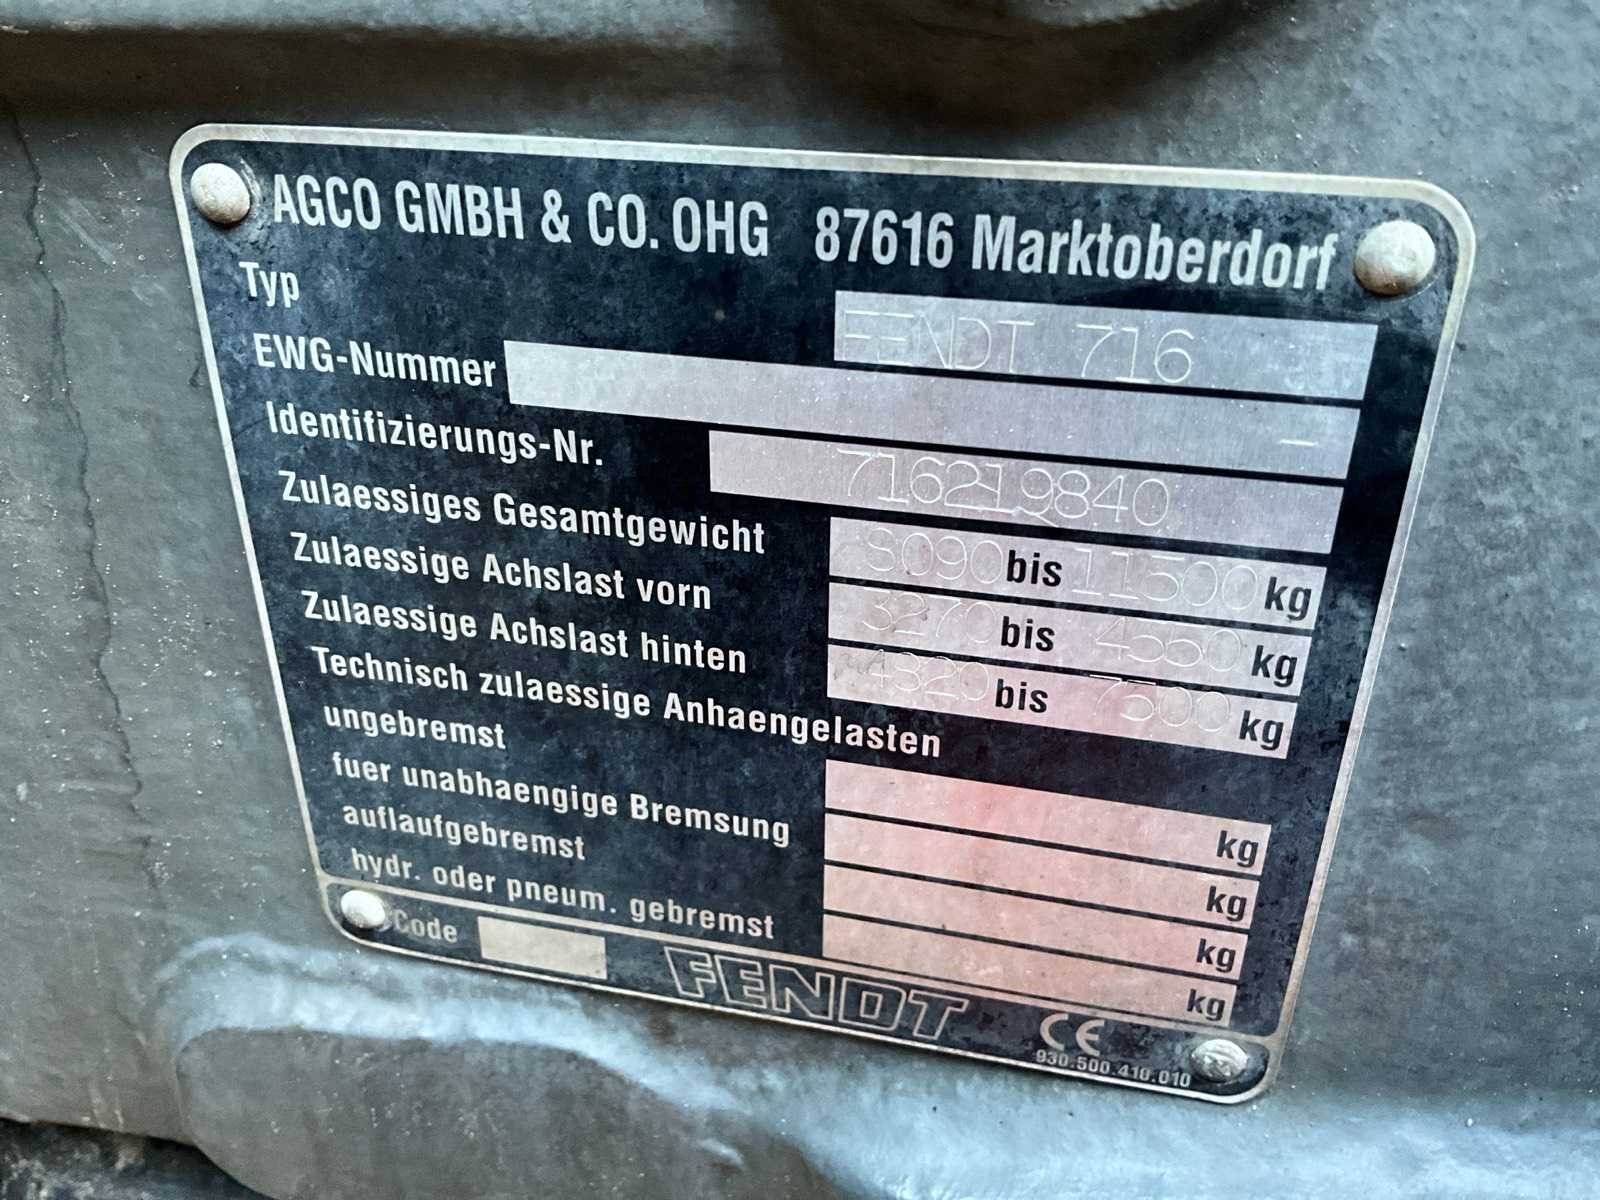 AGCO GMBH & CO. OHG 87616 Marktoberdorf
Typ FENDT 716
EWG-Nummer —
Identifizierungs-Nr. 716219840
Zulaessiges Gesamtgewicht 8090 bis 11500 kg
Zulaessige Achslast vorn 3270 bis 4550 kg
Zulaessige Achslast hinten 4820 bis 7500 kg
Technisch zulaessige Anhaengelasten
ungebremst kg
fuer unabhaengige Bremsung kg
auflaufgebremst kg
hydr. oder pneum. gebremst kg
Code FENDT CE
930.500.410.010